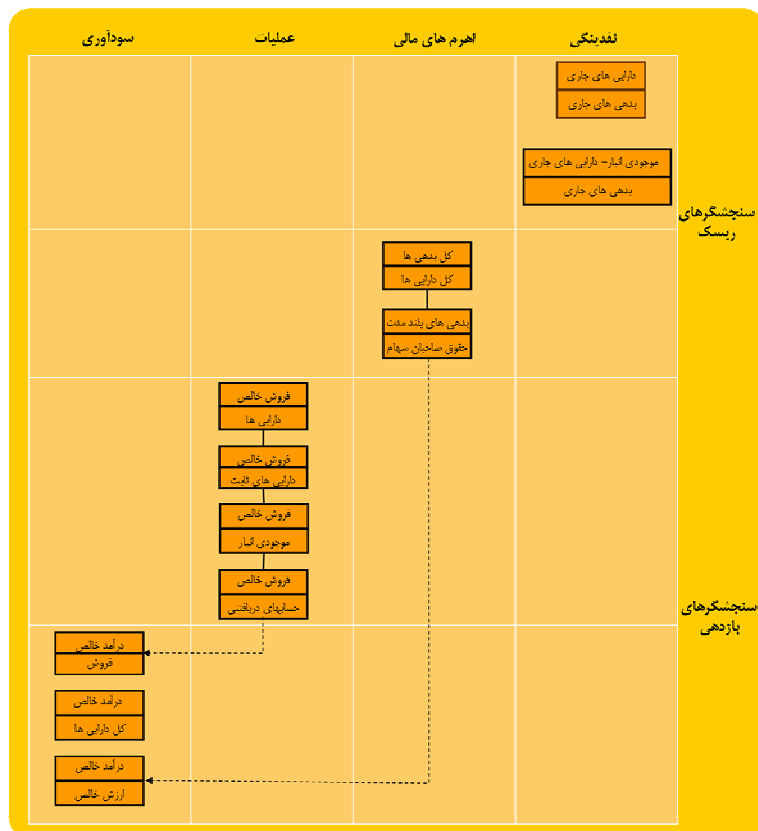 نقدینگی
اهرم های مالی
عملیات
سودآوری
دارایی های جاری
بدهی های جاری
موجودی انبار- دارایی های جاری
بدهی های جاری
سنجشگرهای
ریسک
کل بدهی ها
کل دارایی ها
بدهی های بلند مدت
حقوق صاحبان سهام
فروش خالص
دارایی ها
فروش خالص
دارایی های ثابت
فروش خالص
موجودی انبار
فروش خالص
حسابهای دریافتنی
سنجشگرهای
بازدهی
درآمد خالص
فروش
درآمد خالص
کل دارایی ها
درآمد خالص
ارزش خالص